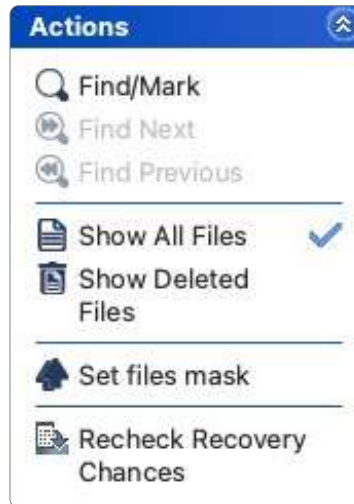 Actions
Find/Mark
Find Next
Find Previous
Show All Files
Show Deleted
Files
Set files mask
Recheck Recovery
Chances